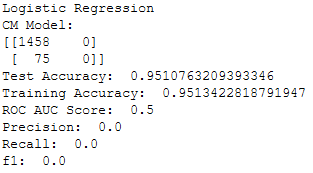 Logistic Regression
CM Model:
[[1458    0]
 [  75    0]]
Test Accuracy:  0.9510763209393346
Training Accuracy:  0.9513422818791947
ROC AUC Score:  0.5
Precision:  0.0
Recall:  0.0
f1:  0.0